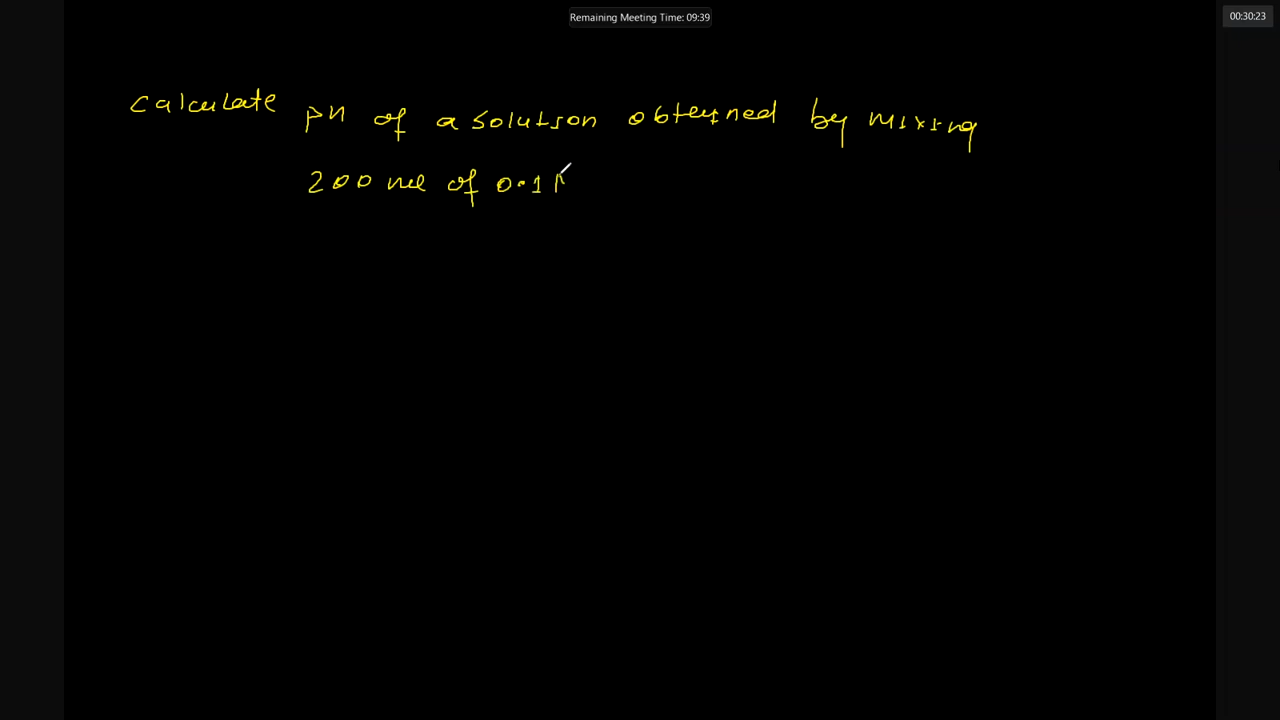 Remaining Meeting Time: 09:39
00:30:23
Calculate pH of a solution obtained by mixing
200 ml of 0.1